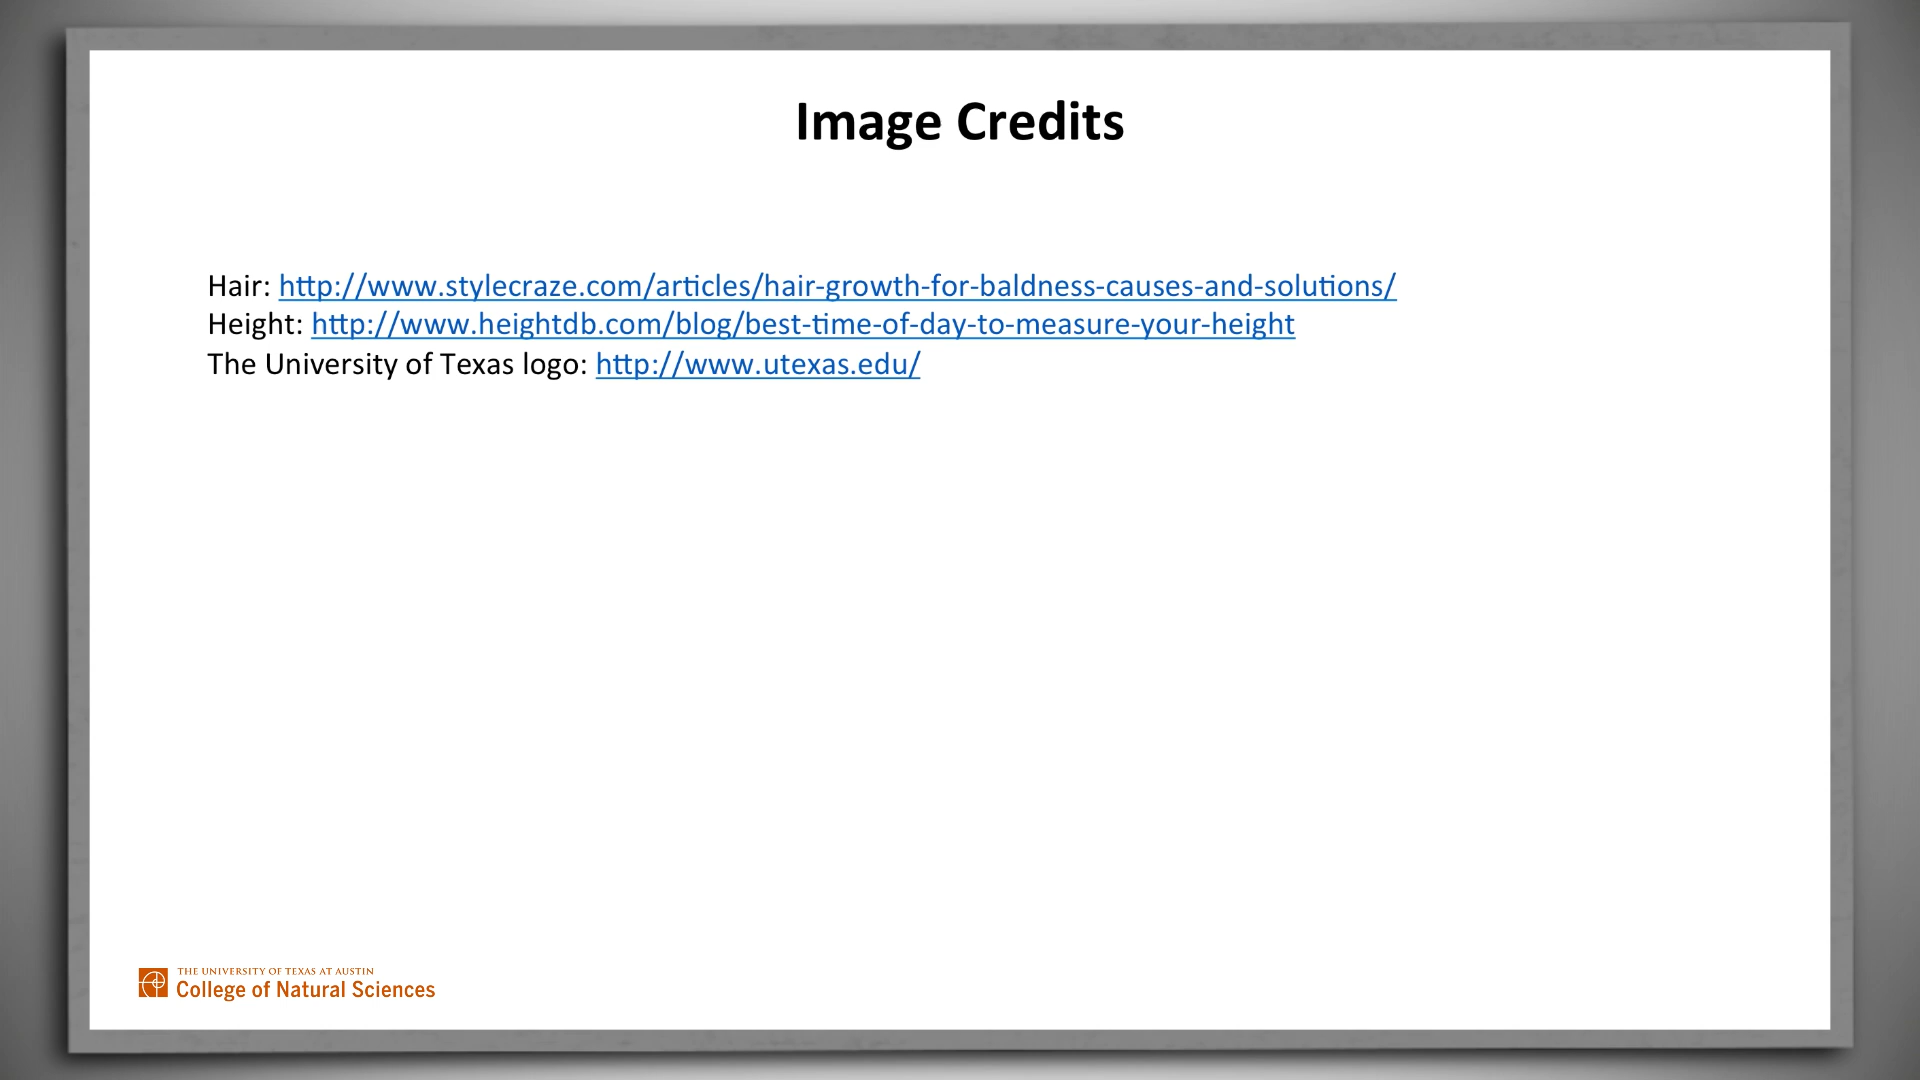 Image Credits
Hair: http://www.stylecraze.com/articles/hair-growth-for-baldness-causes-and-solutions/
Height: http://www.heightdb.com/blog/best-time-of-day-to-measure-your-height
The University of Texas logo: http://www.utexas.edu/
THE UNIVERSITY OF TEXAS AT AUSTIN
College of Natural Sciences